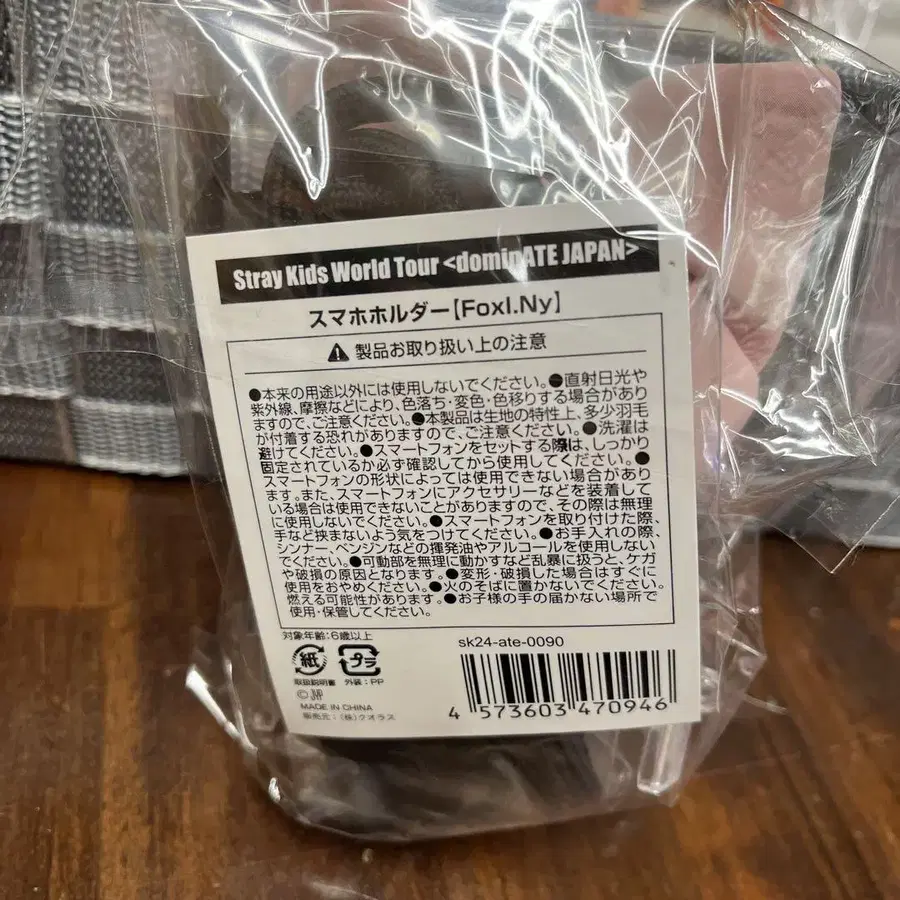 Stray Kids World Tour <dominATE JAPAN>
スマホホルダー【FoxI.Ny】
製品お取り扱い上の注意
●本来の用途以外には使用しないでください。●直射日光や
紫外線、摩擦などにより、色落ち・変色・色移りする場合があり
ますので、ご注意ください。●本製品は生地の特性上、多少羽毛
が付着する恐れがありますので、ご注意ください。●洗濯は
避けてください。●スマートフォンをセットする際は、しっかり
固定されているか必ず確認してから使用してください。●
スマートフォンの形状によっては使用できない場合があり
ます。また、スマートフォンにアクセサリーなどを装着して
いる場合は使用できないことがありますので、その際は無理
に使用しないでください。●スマートフォンを取り付けた際、
手など挟まないよう気をつけてください。●お手入れの際、
シンナー、ベンジンなどの揮発油やアルコールを使用しない
でください。●可動部を無理に動かすなど乱暴に扱うと、ケガ
や破損の原因となります。●変形・破損した場合はすぐに
使用をおやめください。●火のそばに置かないでください。
燃える可能性があります。●お子様の手の届かない場所で
使用・保管してください。
対象年齢:6歳以上
sk24-ate-0090
紙 プラ
取扱説明書 外装:PP
©JYP
MADE IN CHINA
販売元:(株)クオラス
4 573603 470946